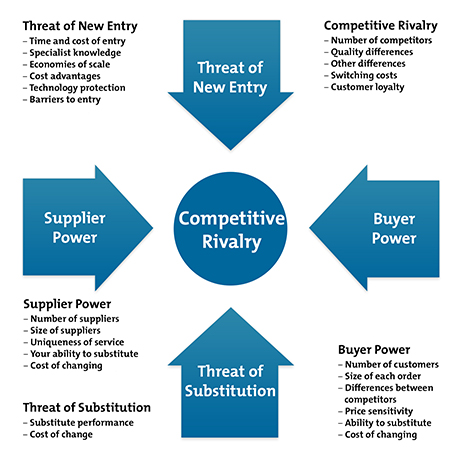 Threat of New Entry
– Time and cost of entry
– Specialist knowledge
– Economies of scale
– Cost advantages
– Technology protection
– Barriers to entry
Threat of
New Entry
Competitive Rivalry
– Number of competitors
– Quality differences
– Other differences
– Switching costs
– Customer loyalty
Supplier
Power
Competitive
Rivalry
Buyer
Power
Supplier Power
– Number of suppliers
– Size of suppliers
– Uniqueness of service
– Your ability to substitute
– Cost of changing
Threat of Substitution
– Substitute performance
– Cost of change
Threat of
Substitution
Buyer Power
– Number of customers
– Size of each order
– Differences between
competitors
– Price sensitivity
– Ability to substitute
– Cost of changing